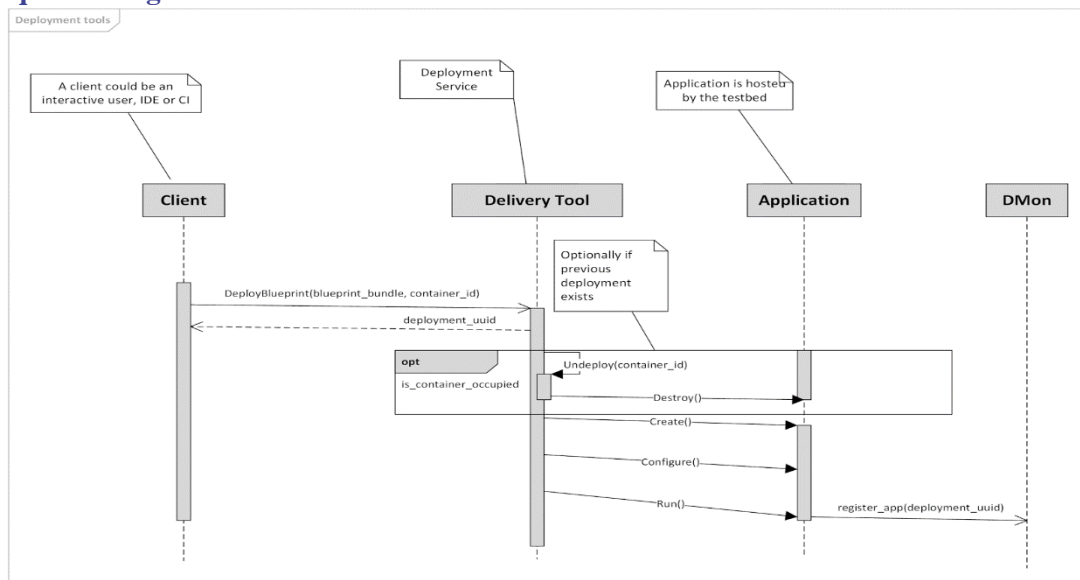 Deployment tools
A client could be an
interactive user, IDE or CI
Deployment
Service
Application is hosted
by the testbed
Client
Delivery Tool
Application
DMon
Optionally if
previous
deployment
exists
DeployBlueprint(blueprint_bundle, container_id)
deployment_uuid
opt
Undeploy(container_id)
is_container_occupied
Destroy()
Create()
Configure()
Run()
register_app(deployment_uuid)